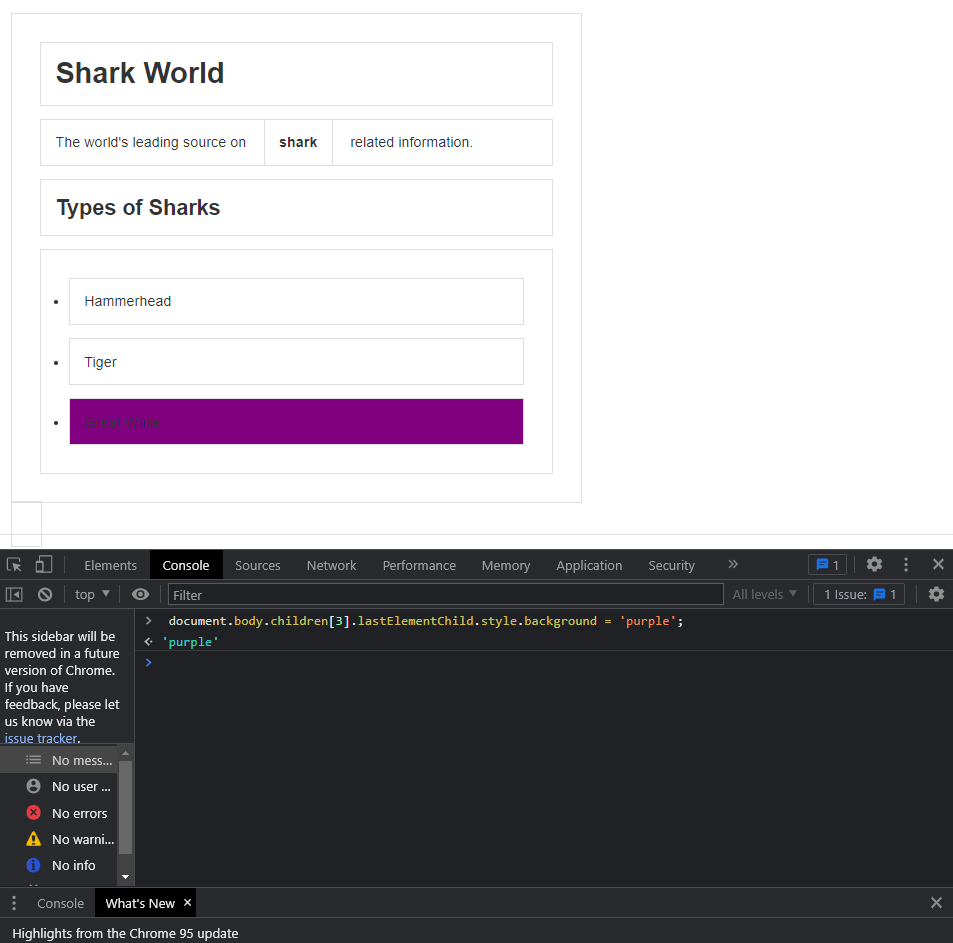 Shark World
The world's leading source on shark related information.
Types of Sharks
Hammerhead
Tiger
Great White
Elements Console Sources Network Performance Memory Application Security » 1
top Filter All levels 1 Issue: 1
This sidebar will be
removed in a future
version of Chrome.
If you have
feedback, please let
us know via the
issue tracker.
No mess...
No user ...
No errors
No warni...
No info
> document.body.children[3].lastElementChild.style.background = 'purple';
'purple'
>
Console What's New ×
Highlights from the Chrome 95 update